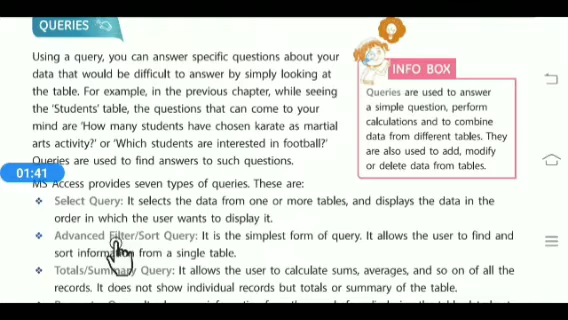 QUERIES
Using a query, you can answer specific questions about your
data that would be difficult to answer by simply looking at
the table. For example, in the previous chapter, while seeing
the 'Students' table, the questions that can come to your
mind are 'How many students have chosen karate as martial
arts activity?' or 'Which students are interested in football?'
Queries are used to find answers to such questions.
INFO BOX
Queries are used to answer
a simple question, perform
calculations and to combine
data from different tables. They
are also used to add, modify
or delete data from tables.
01:41
MS Access provides seven types of queries. These are:
Select Query: It selects the data from one or more tables, and displays the data in the
order in which the user wants to display it.
Advanced Filter/Sort Query: It is the simplest form of query. It allows the user to find and
sort information from a single table.
Totals/Summary Query: It allows the user to calculate sums, averages, and so on of all the
records. It does not show individual records but totals or summary of the table.